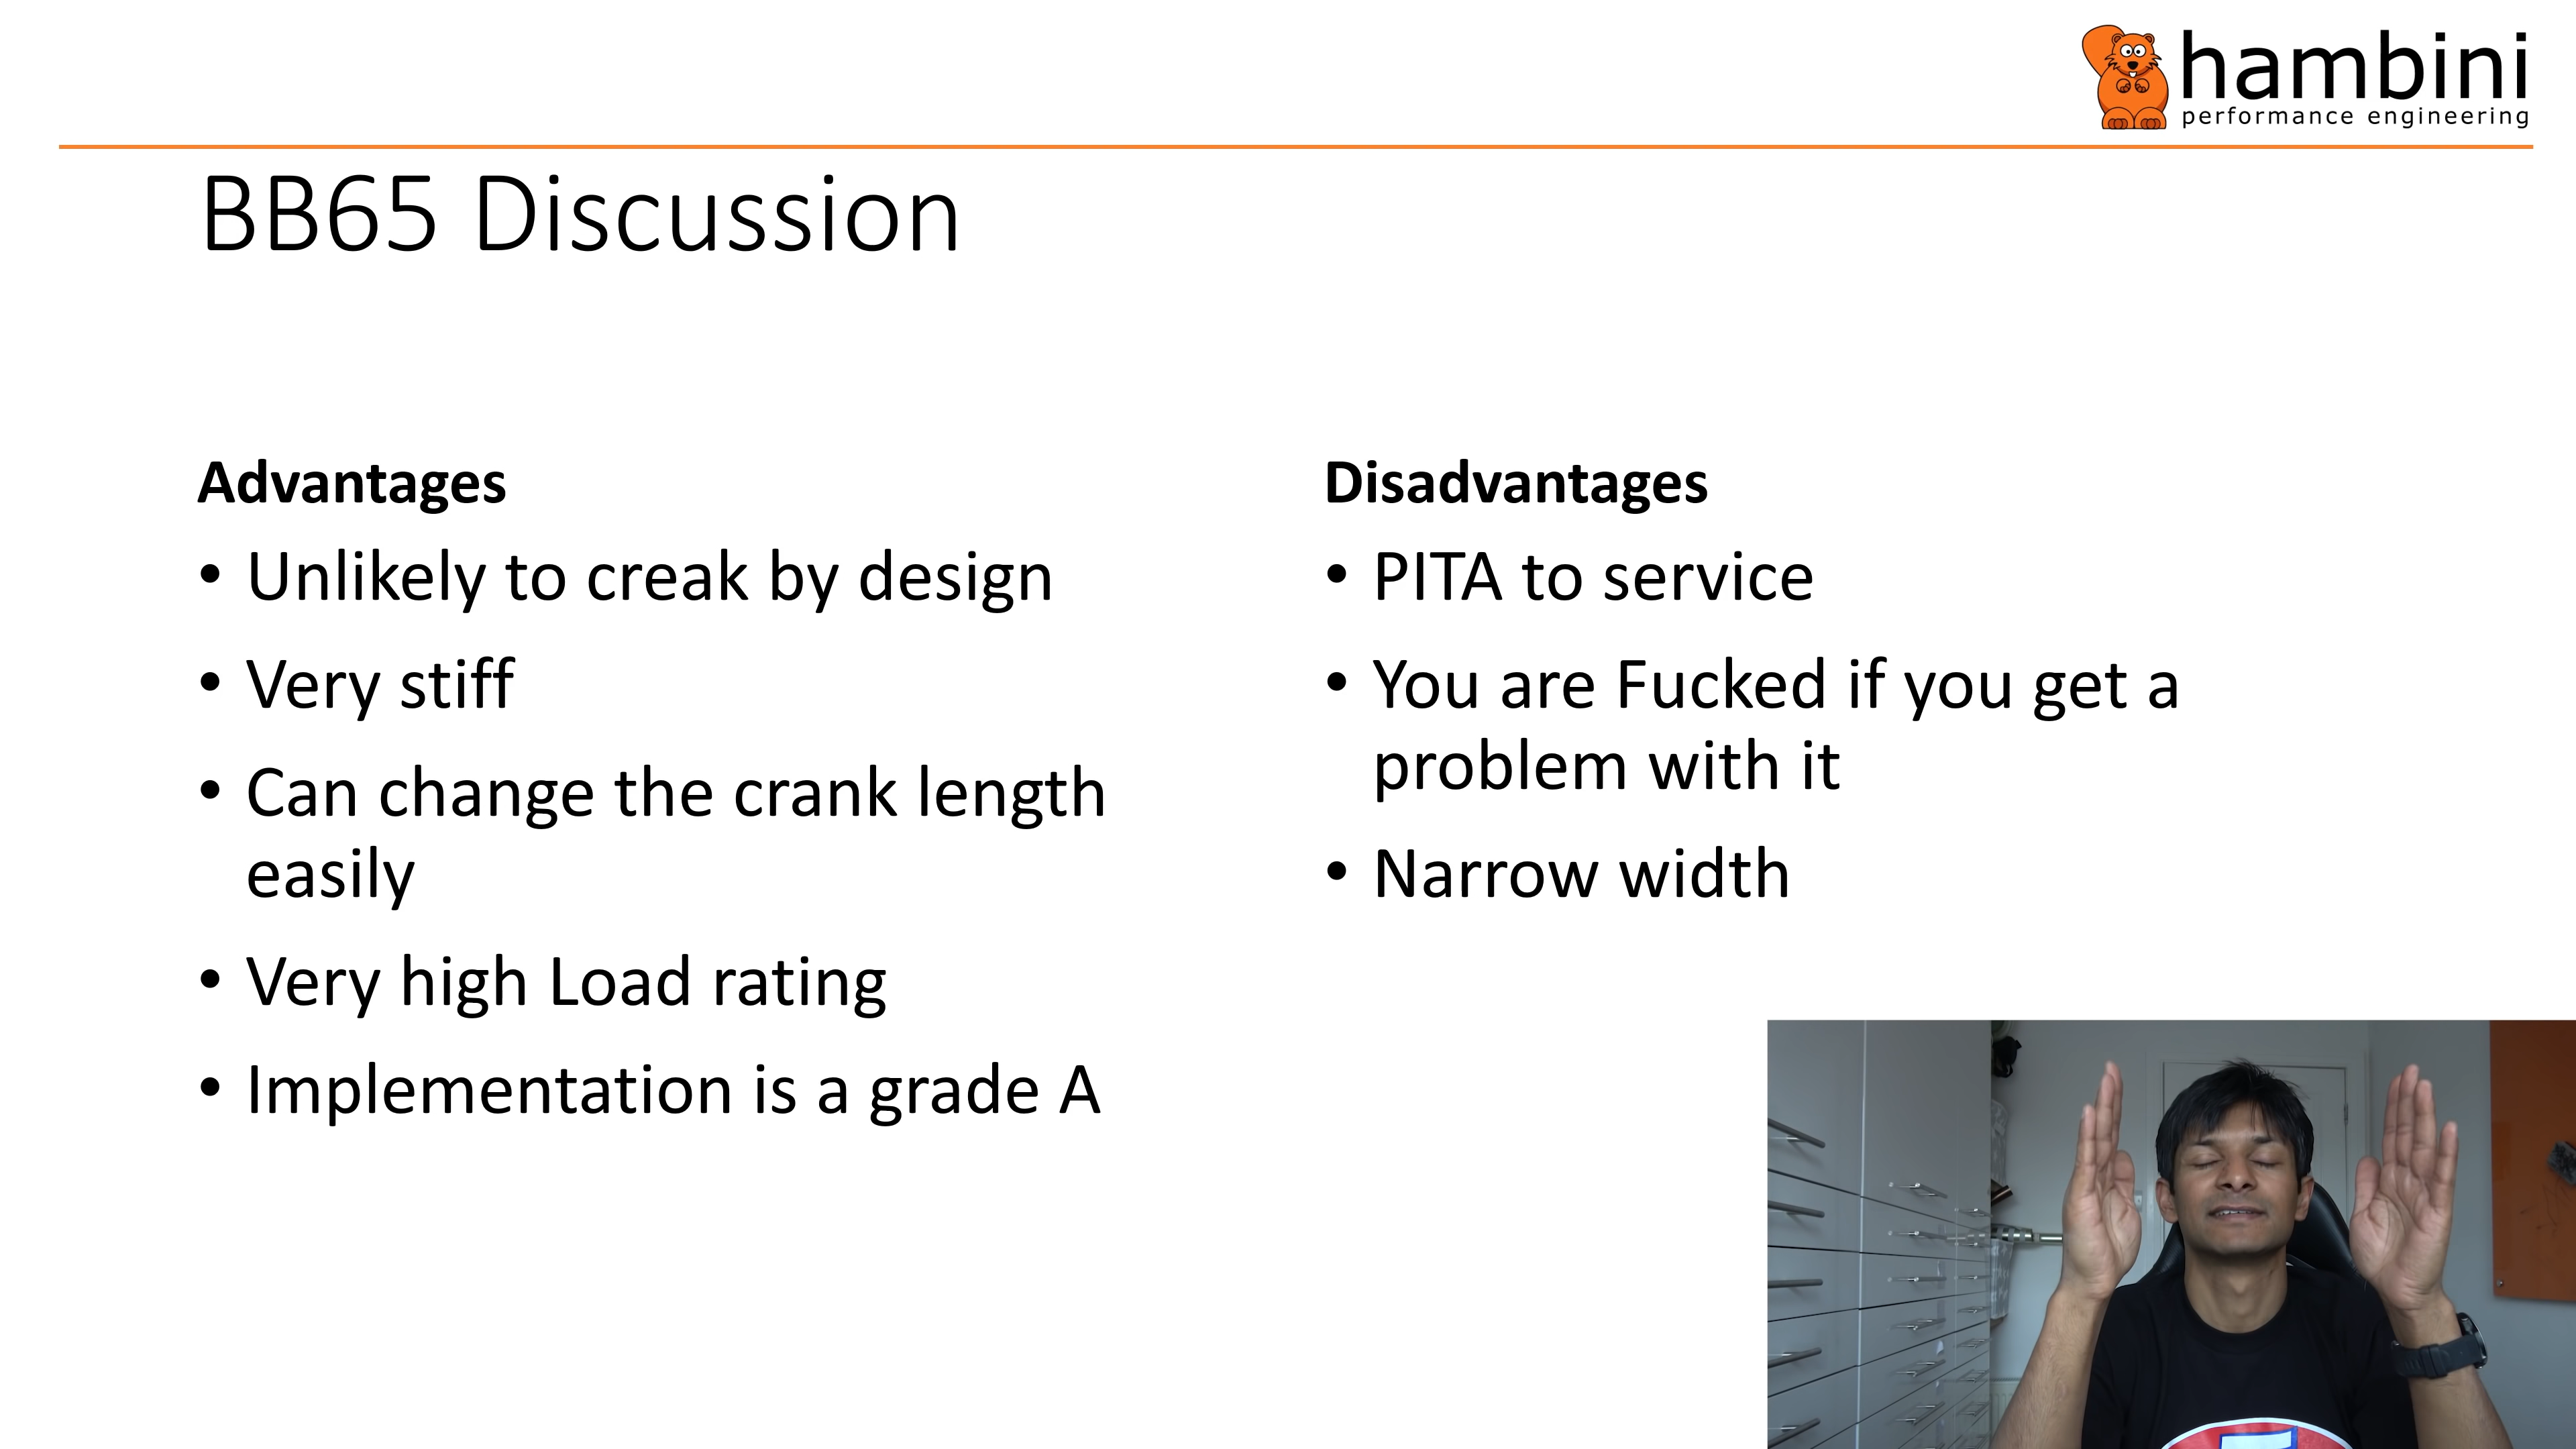 hambini
performance engineering
BB65 Discussion
Advantages
• Unlikely to creak by design
• Very stiff
• Can change the crank length
easily
• Very high Load rating
• Implementation is a grade A
Disadvantages
• PITA to service
• You are Fucked if you get a
problem with it
• Narrow width